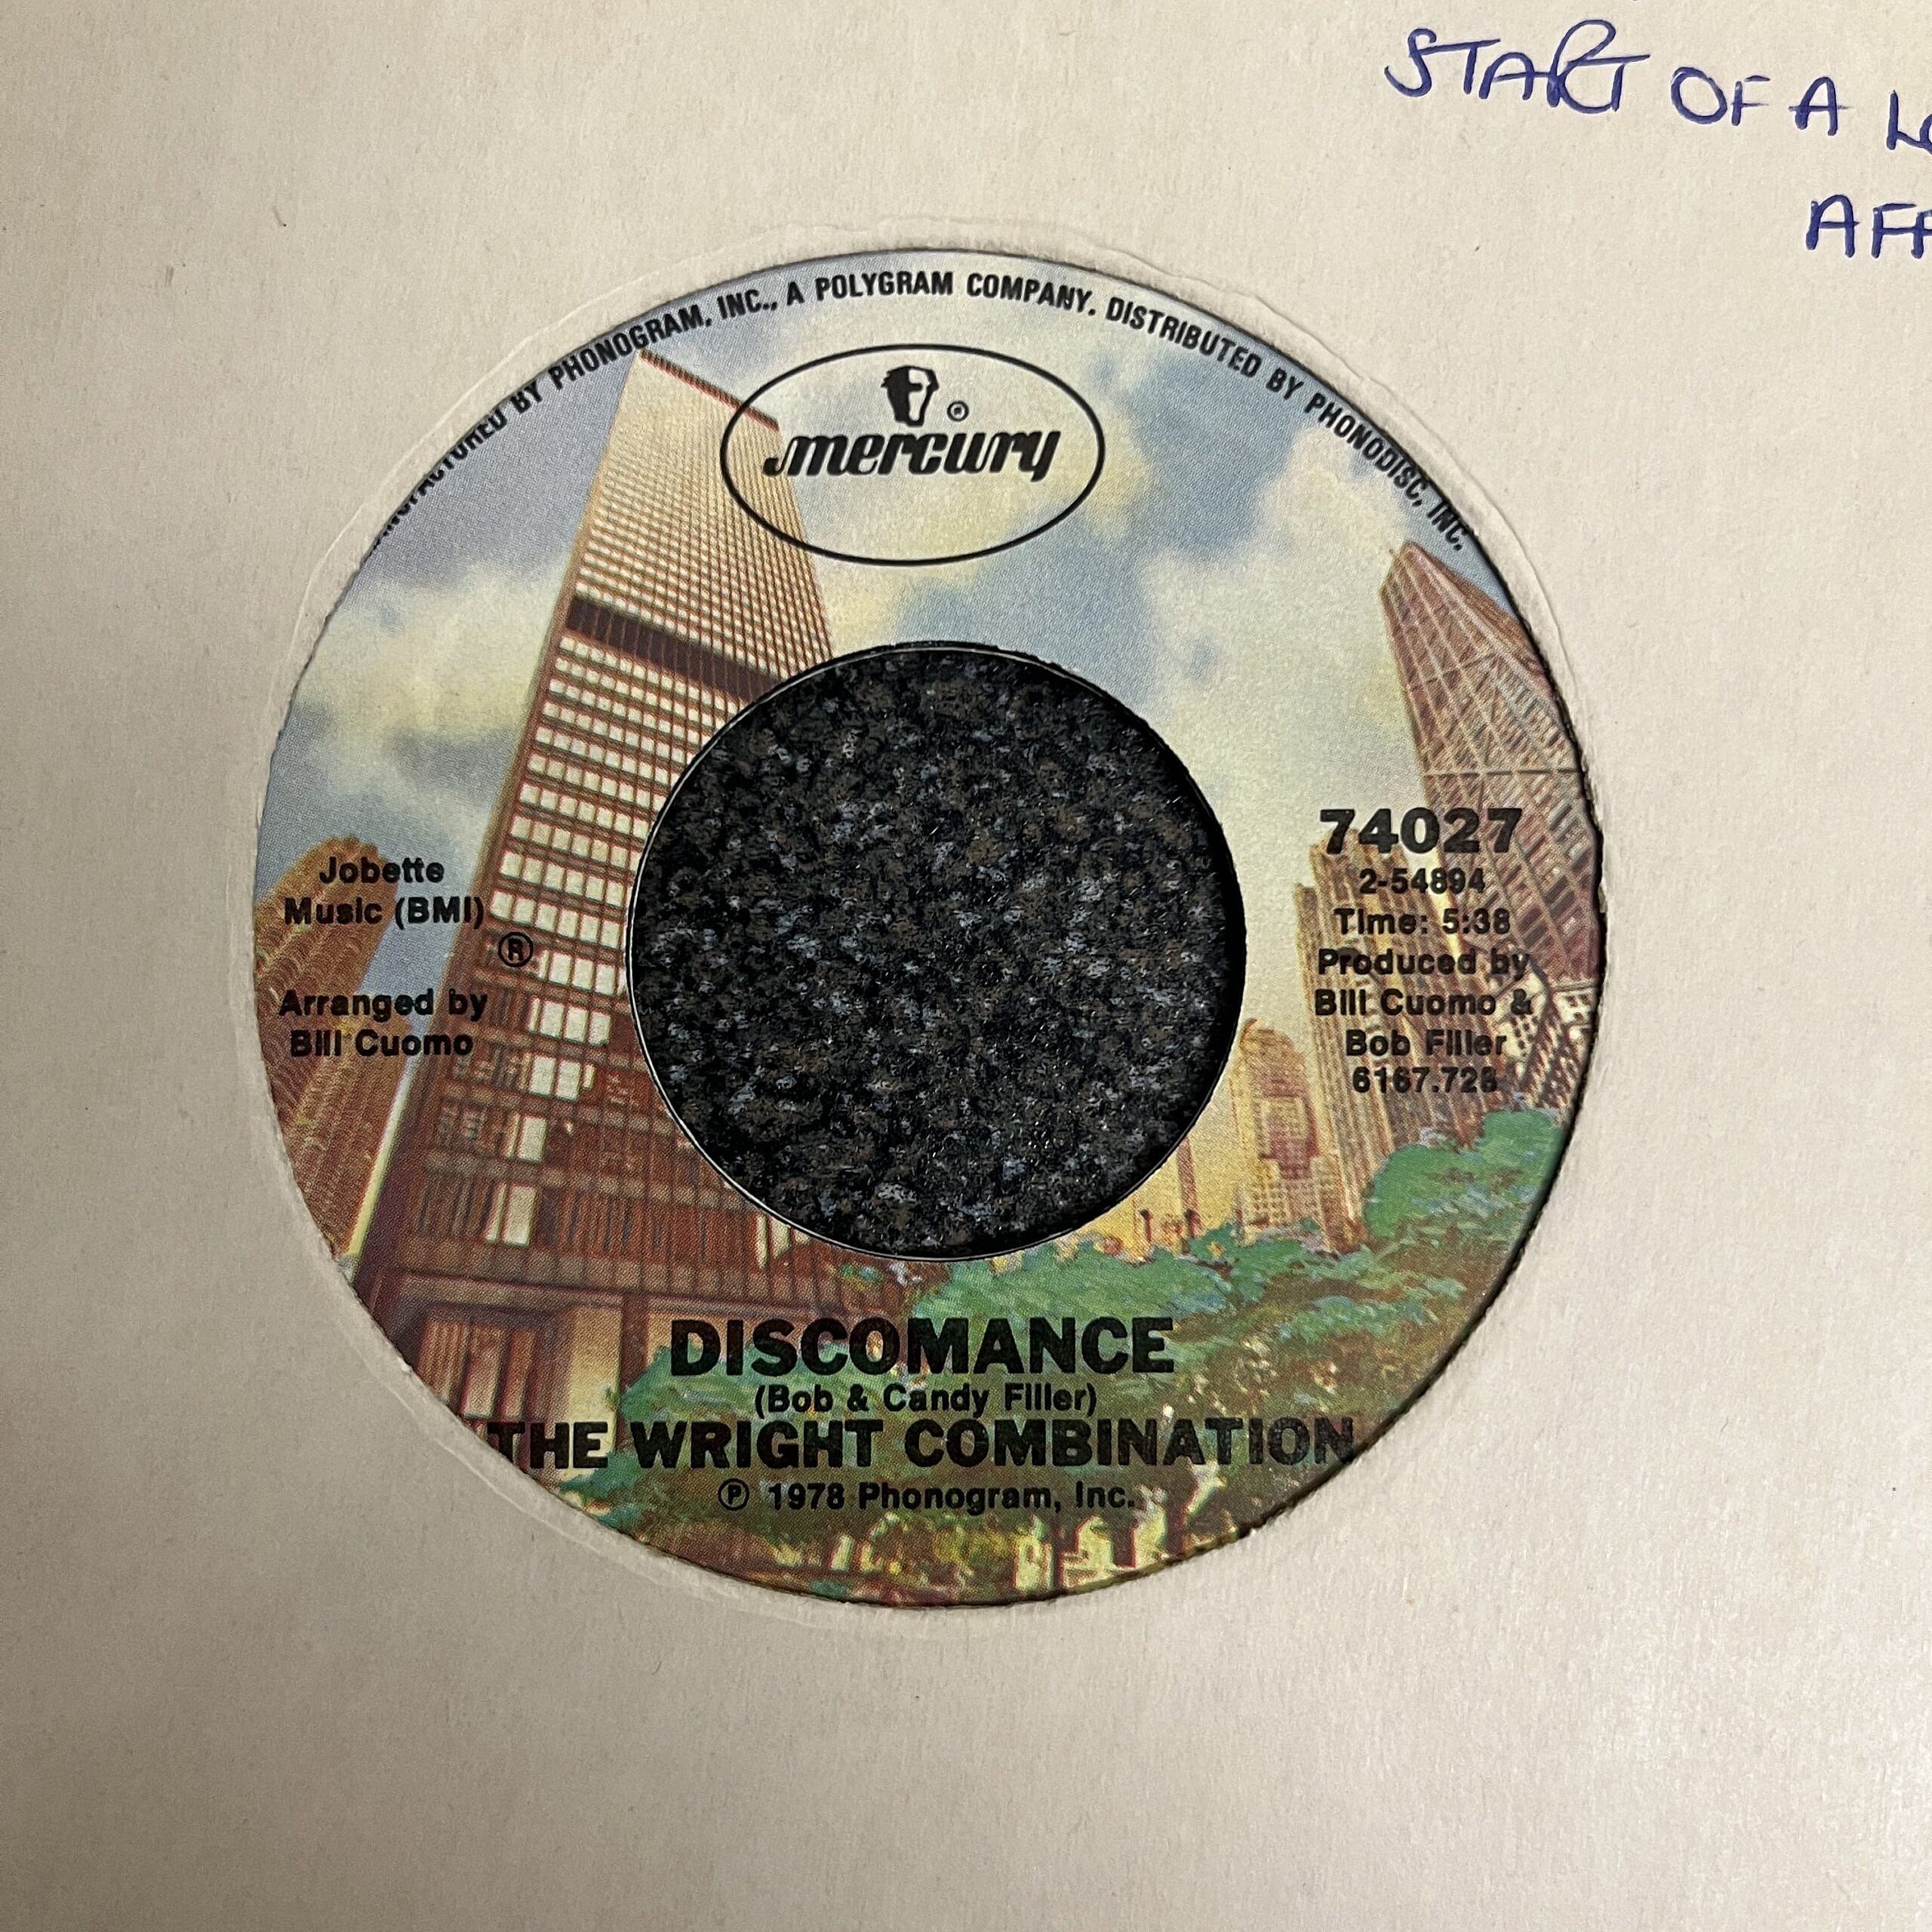 START OF A
MANUFACTURED BY PHONOGRAM, INC., A POLYGRAM COMPANY. DISTRIBUTED BY PHONODISC, INC.
®
mercury
Jobette
Music (BMI)
®
Arranged by
Bill Cuomo
74027
2-54894
Time: 5:38
Produced by
Bill Cuomo &
Bob Filler
6167.728
DISCOMANCE
(Bob & Candy Filler)
THE WRIGHT COMBINATION
℗ 1978 Phonogram, Inc.